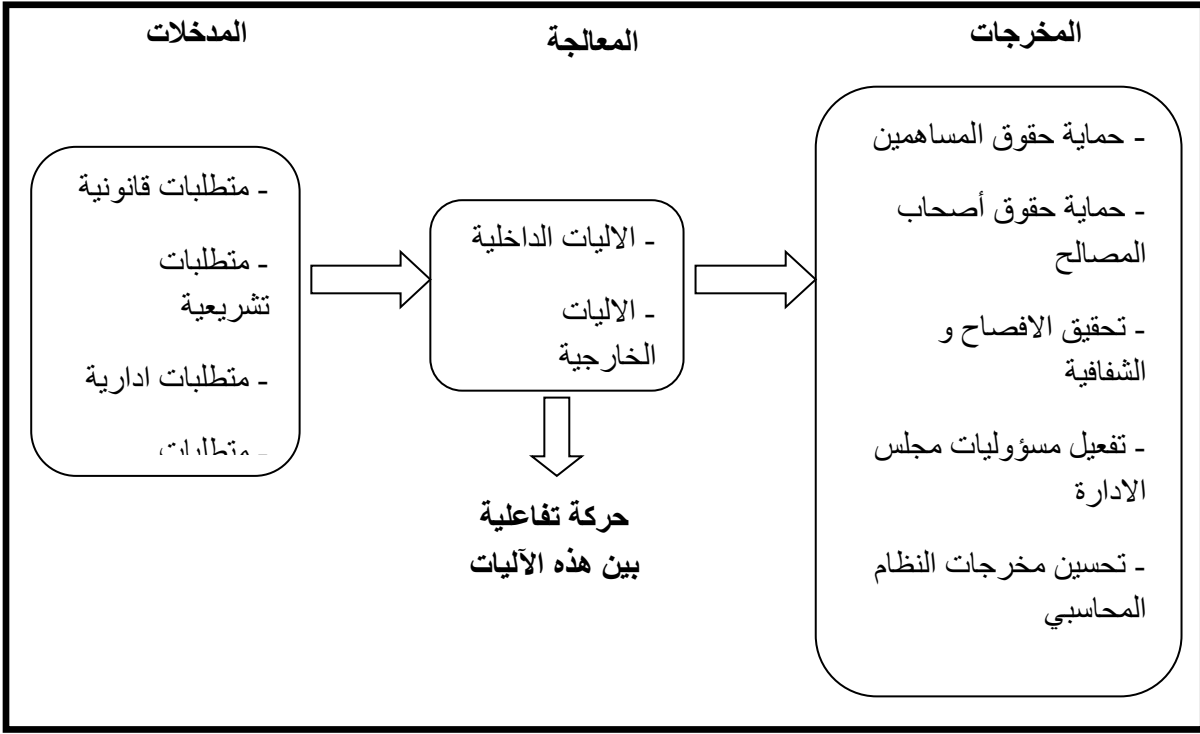 المدخلات
المعالجة
المخرجات
- متطلبات قانونية
- متطلبات
تشريعية
- متطلبات ادارية
- متطلبات
- الاليات الداخلية
- الاليات
الخارجية
حركة تفاعلية
بين هذه الآليات
- حماية حقوق المساهمين
- حماية حقوق أصحاب
المصالح
- تحقيق الافصاح و
الشفافية
- تفعيل مسؤوليات مجلس
الادارة
- تحسين مخرجات النظام
المحاسبي